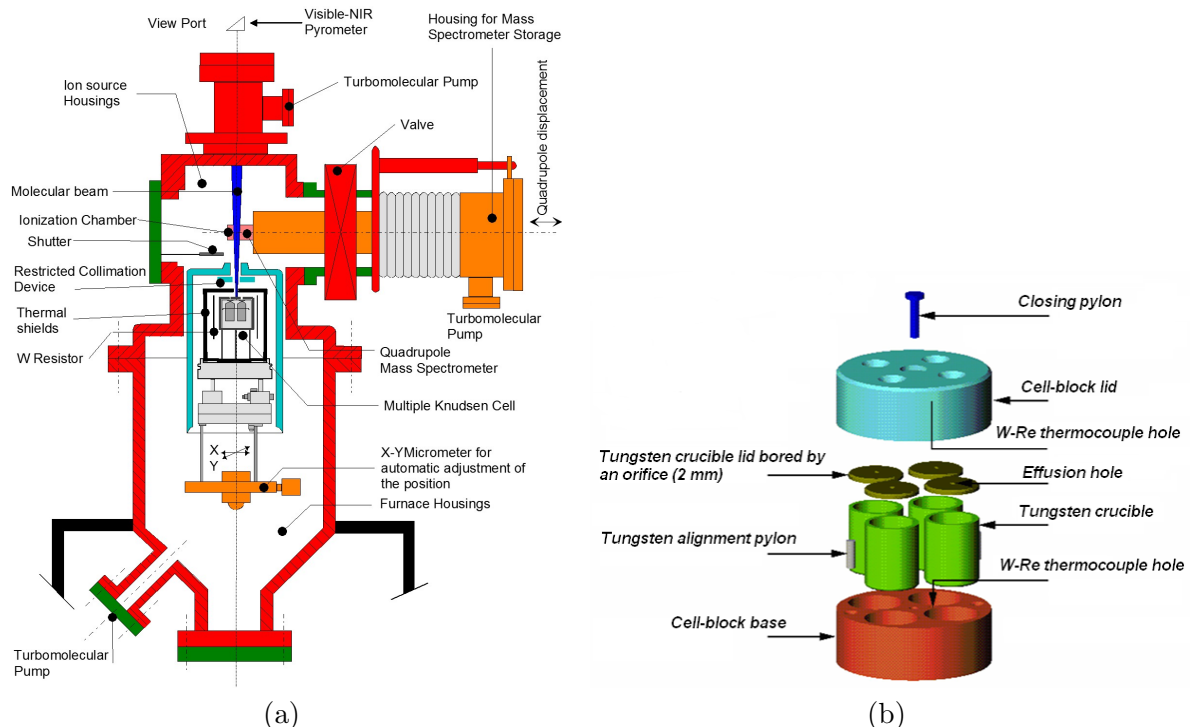 View Port
Visible-NIR
Pyrometer
Housing for Mass
Spectrometer Storage
Ion source
Housings
Turbomolecular Pump
Valve
Quadrupole displacement
Molecular beam
Ionization Chamber
Shutter
Restricted Collimation
Device
Thermal
shields
W Resistor
Turbomolecular
Pump
Quadrupole
Mass Spectrometer
Multiple Knudsen Cell
X
Y
X-YMicrometer for
automatic adjustment of
the position
Furnace Housings
Turbomolecular
Pump
(a)
Closing pylon
Cell-block lid
W-Re thermocouple hole
Tungsten crucible lid bored by
an orifice (2 mm)
Effusion hole
Tungsten crucible
Tungsten alignment pylon
W-Re thermocouple hole
Cell-block base
(b)